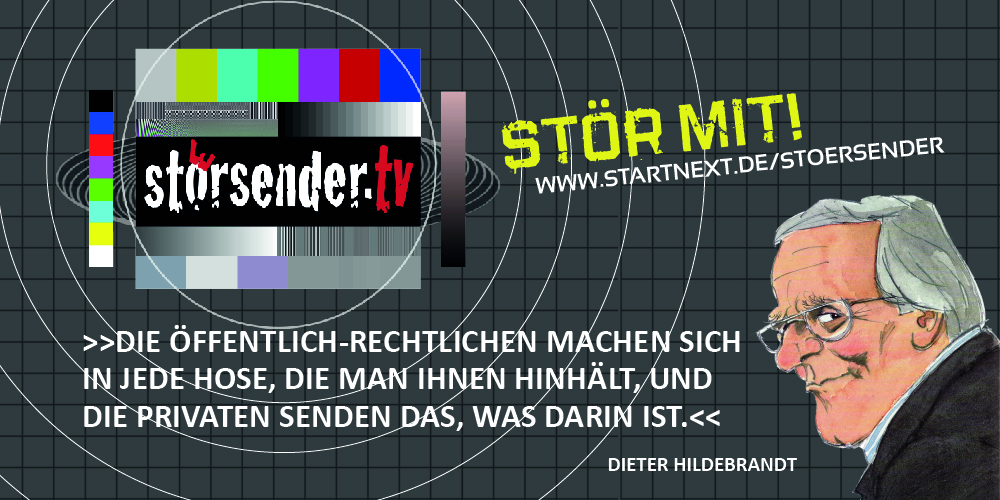 störsender.tv
STÖR MIT!
WWW.STARTNEXT.DE/STOERSENDER
>>DIE ÖFFENTLICH-RECHTLICHEN MACHEN SICH
IN JEDE HOSE, DIE MAN IHNEN HINHÄLT, UND
DIE PRIVATEN SENDEN DAS, WAS DARIN IST.<<
DIETER HILDEBRANDT